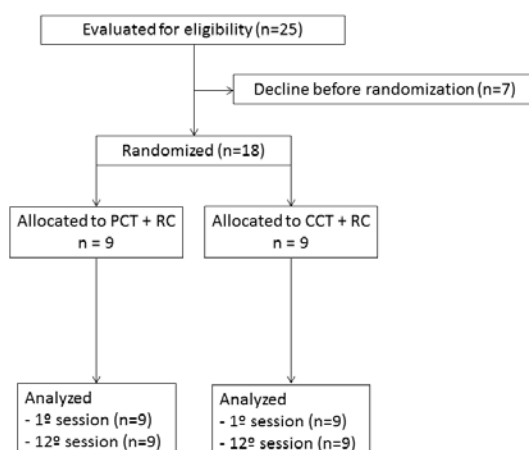 Evaluated for eligibility (n=25)
Decline before randomization (n=7)
Randomized (n=18)
Allocated to PCT + RC
n = 9
Allocated to CCT + RC
n = 9
Analyzed
- 1º session (n=9)
- 12º session (n=9)
Analyzed
- 1º session (n=9)
- 12º session (n=9)